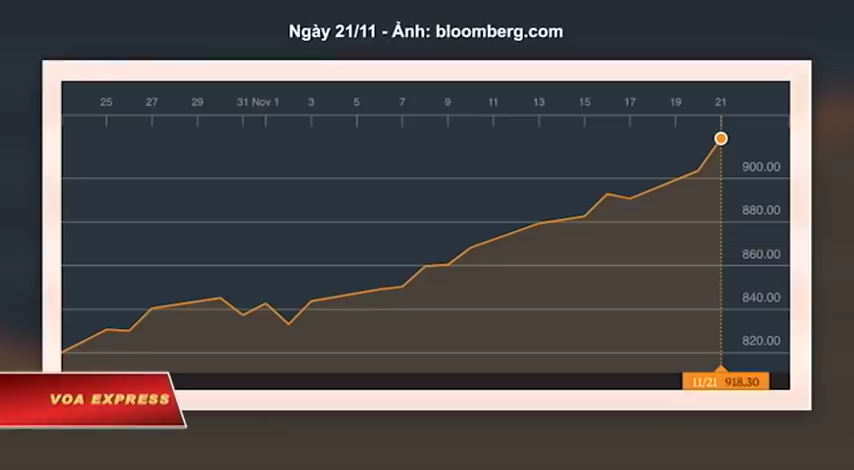 Ngày 21/11 - Ảnh: bloomberg.com
25 27 29 31 Nov 1 3 5 7 9 11 13 15 17 19 21
900.00
880.00
860.00
840.00
820.00
11/21 918.30
VOA EXPRESS